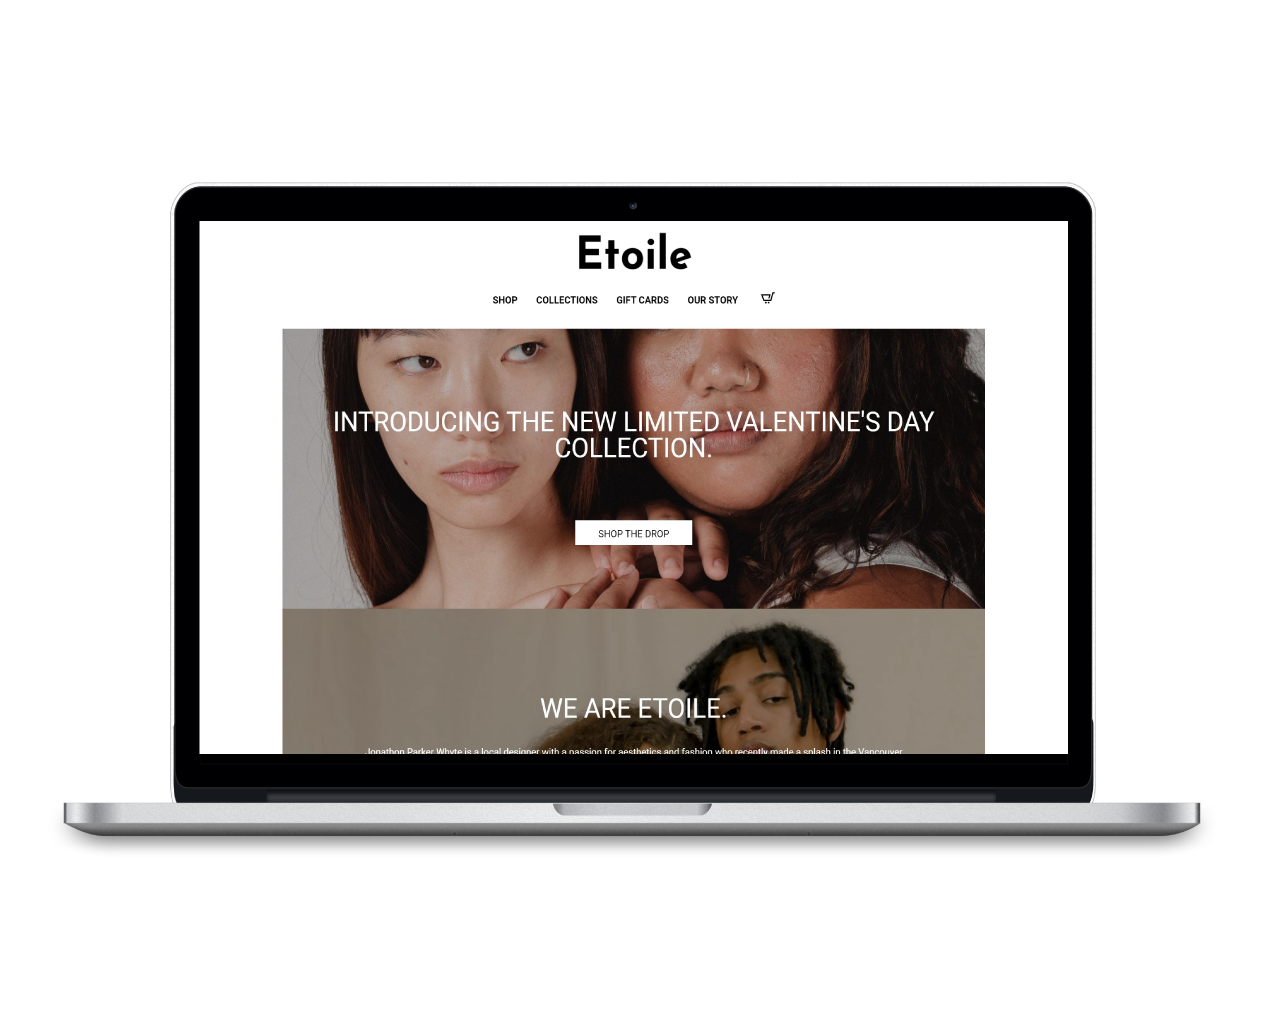 Etoile
SHOP COLLECTIONS GIFT CARDS OUR STORY
INTRODUCING THE NEW LIMITED VALENTINE'S DAY
COLLECTION.
SHOP THE DROP
WE ARE ETOILE.
Jonathon Parker Whyte is a local designer with a passion for aesthetics and fashion who recently made a splash in the Vancouver